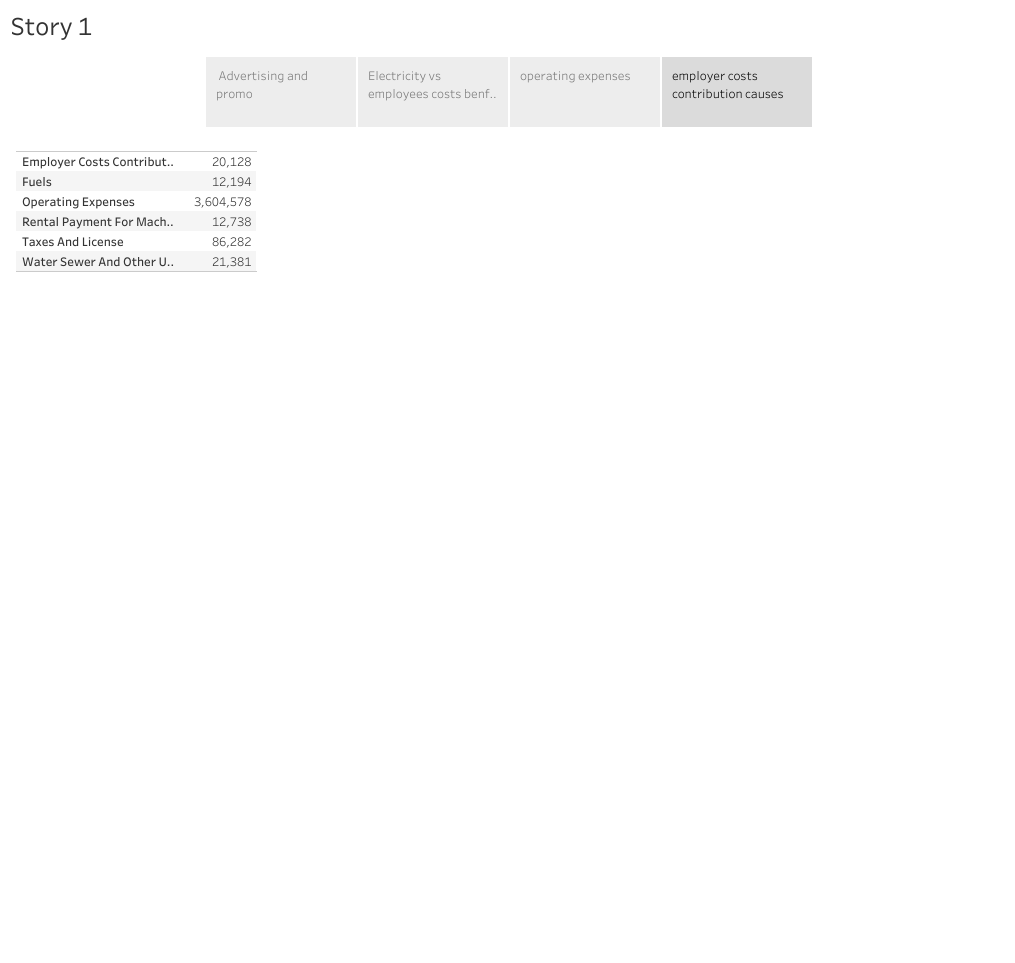 Story 1
Advertising and
promo
Electricity vs
employees costs benf..
operating expenses
employer costs
contribution causes
Employer Costs Contribut.. 20,128
Fuels 12,194
Operating Expenses 3,604,578
Rental Payment For Mach.. 12,738
Taxes And License 86,282
Water Sewer And Other U.. 21,381